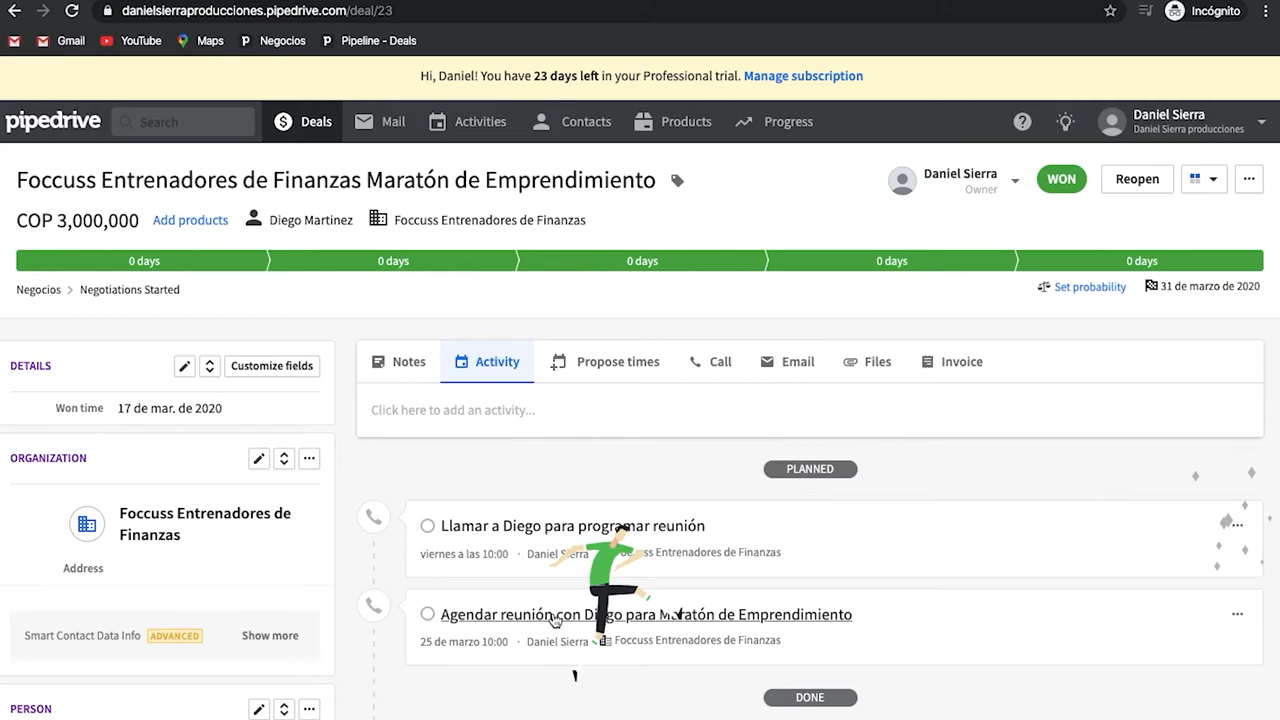 danielsierraproducciones.pipedrive.com/deal/23
Incógnito
Gmail
YouTube
Maps
Negocios
Pipeline - Deals
Hi, Daniel! You have 23 days left in your Professional trial. Manage subscription
pipedrive
Search
Deals
Mail
Activities
Contacts
Products
Progress
Daniel Sierra
Daniel Sierra producciones
Foccuss Entrenadores de Finanzas Maratón de Emprendimiento
Daniel Sierra
Owner
WON
Reopen
COP 3,000,000
Add products
Diego Martinez
Foccuss Entrenadores de Finanzas
0 days
0 days
0 days
0 days
0 days
Negocios > Negotiations Started
Set probability
31 de marzo de 2020
DETAILS
Customize fields
Won time 17 de mar. de 2020
ORGANIZATION
Foccuss Entrenadores de
Finanzas
Address
Smart Contact Data Info ADVANCED Show more
PERSON
Notes
Activity
Propose times
Call
Email
Files
Invoice
Click here to add an activity...
PLANNED
Llamar a Diego para programar reunión
viernes a las 10:00 · Daniel Sierra Foccuss Entrenadores de Finanzas
Agendar reunión con Diego para Maratón de Emprendimiento
25 de marzo 10:00 · Daniel Sierra Foccuss Entrenadores de Finanzas
DONE